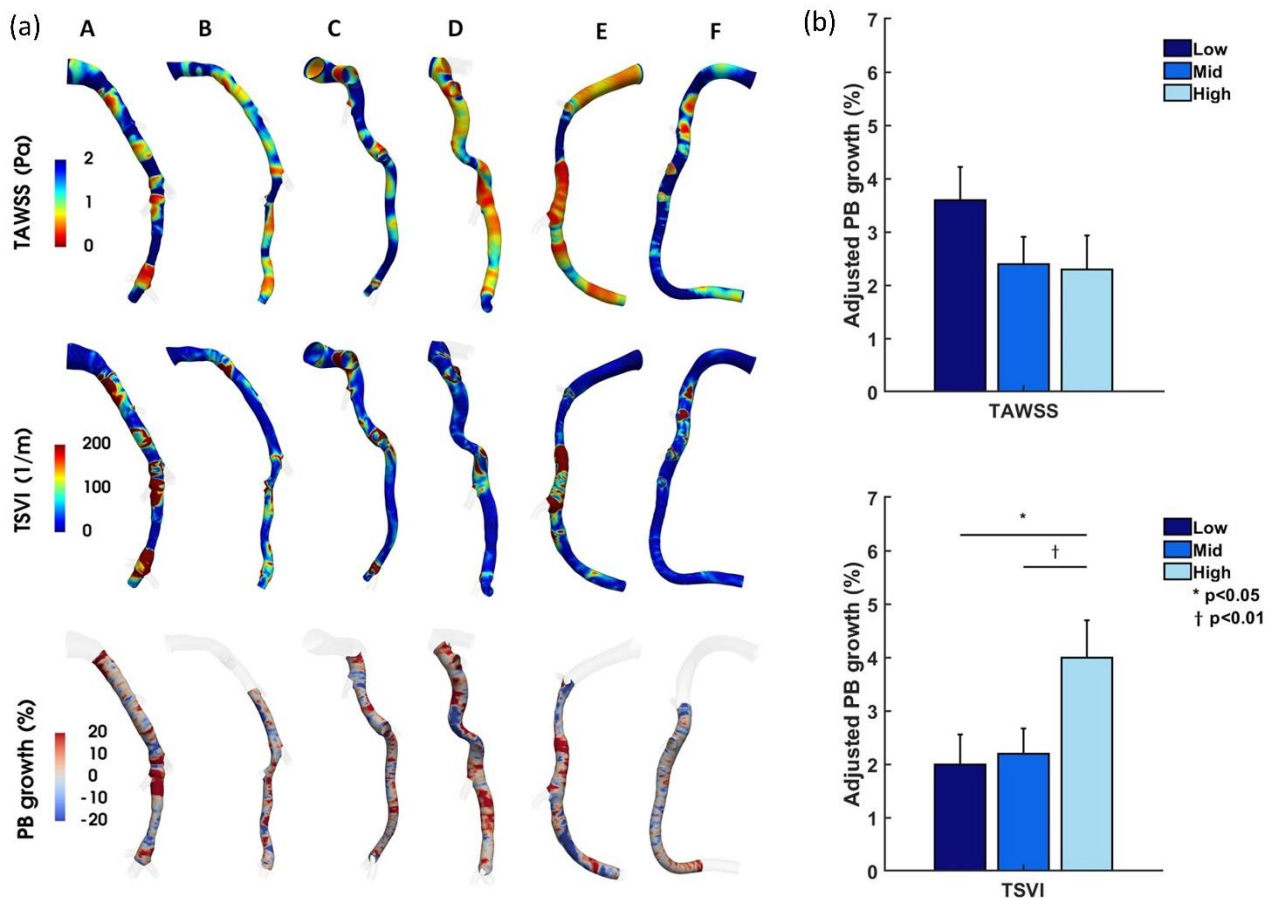 (a)
A B C D E F
TAWSS (Pa)
2
1
0
TSVI (1/m)
200
100
0
PB growth (%)
20
10
0
-10
-20
(b)
Adjusted PB growth (%)
7
6
5
4
3
2
1
0
TAWSS
Low
Mid
High
Adjusted PB growth (%)
7
6
5
4
3
2
1
0
*
†
TSVI
Low
Mid
High
* p<0.05
† p<0.01